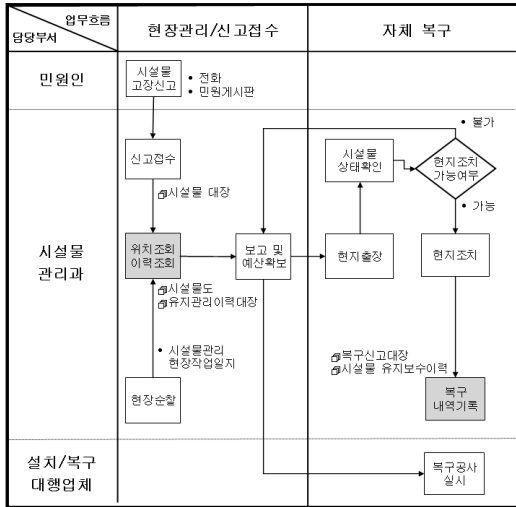 업무흐름
담당부서
현장관리/신고접수
자체 복구
민원인
시설물
고장신고
• 전화
• 민원게시판
시설물
관리과
신고접수
시설물 대장
위치조회
이력조회
시설물도
유지관리이력대장
• 시설물관리
현장작업일지
현장순찰
보고 및
예산확보
현지출장
시설물
상태확인
현지조치
가능여부
• 불가
• 가능
현지조치
복구신고대장
시설물 유지보수이력
복구
내역기록
설치/복구
대행업체
복구공사
실시